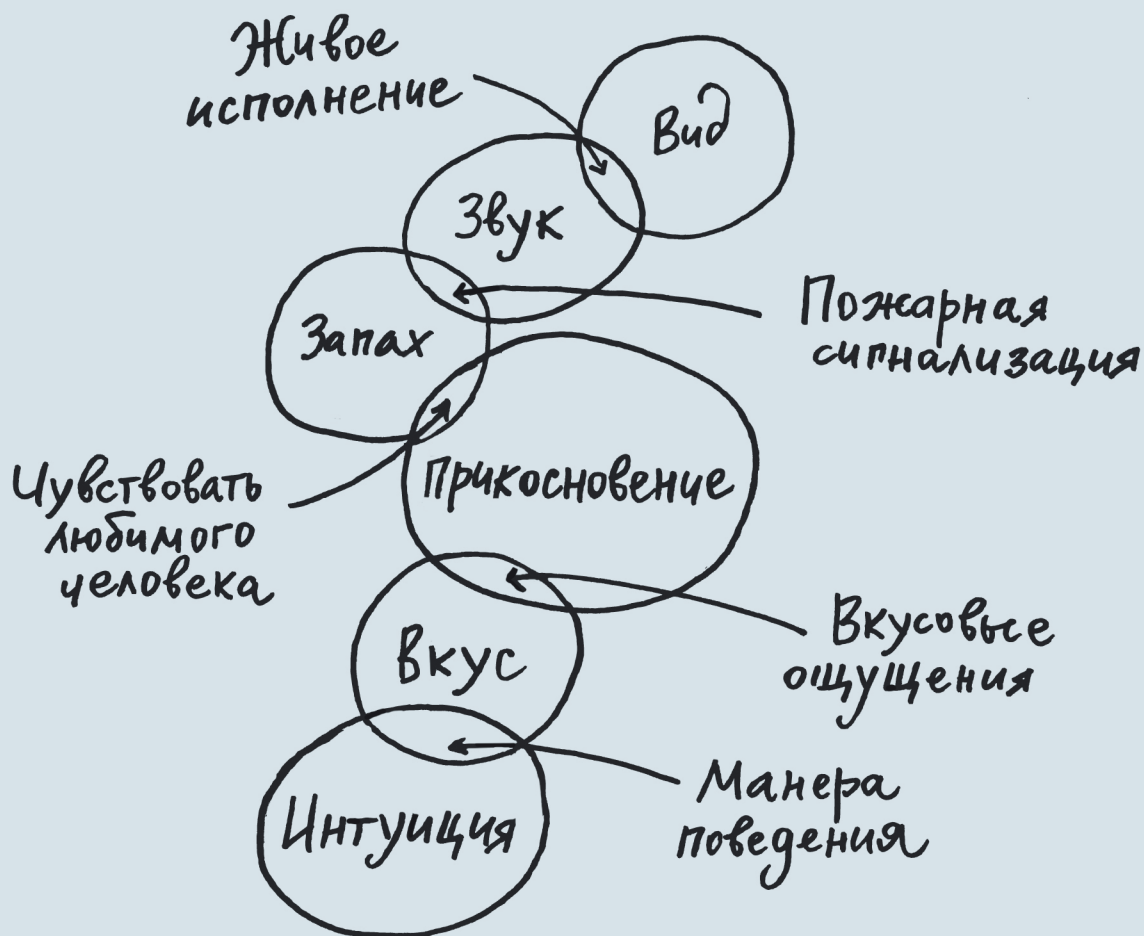 Живое
исполнение
Вид
Звук
Пожарная
сигнализация
Запах
Прикосновение
Чувствовать
любимого
человека
Вкусовые
ощущения
Вкус
Манера
поведения
Интуиция